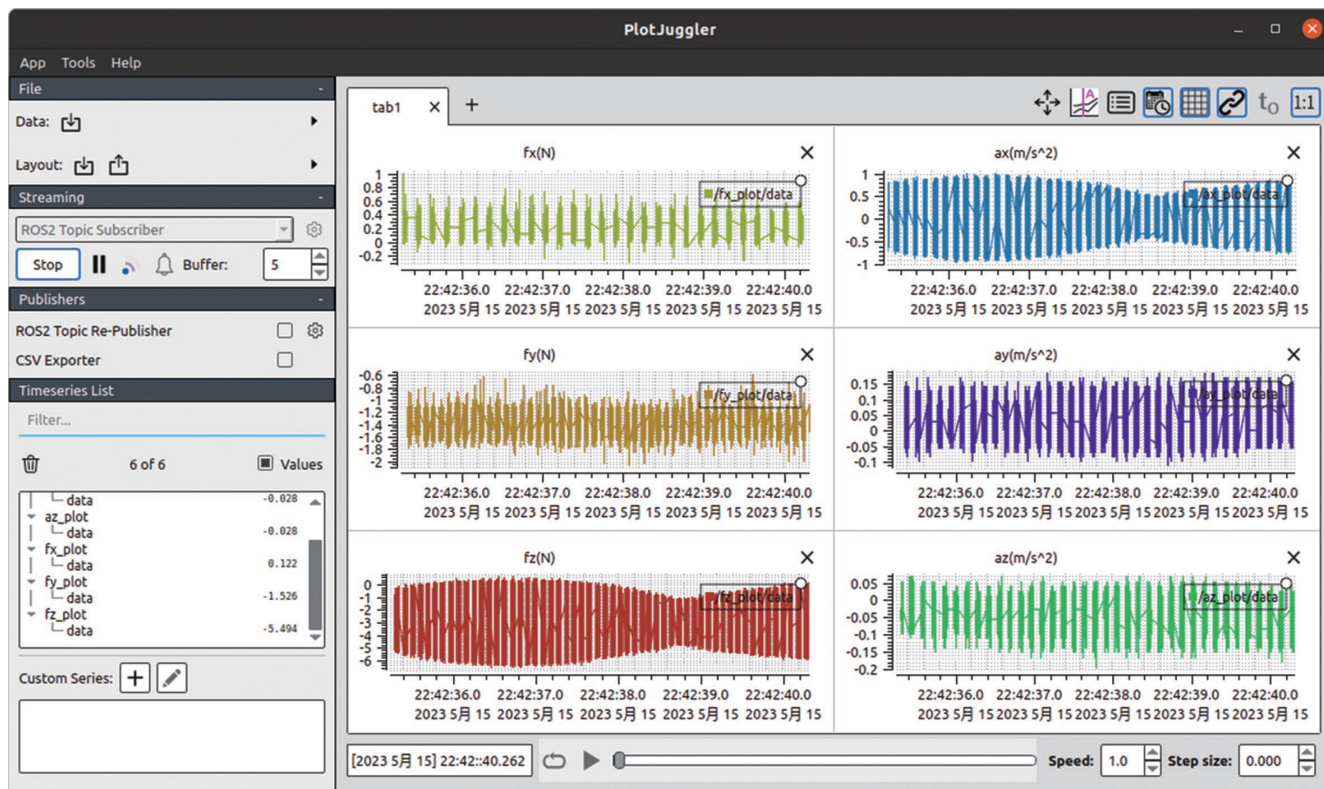 PlotJuggler
App Tools Help
File -
Data:
Layout:
Streaming -
ROS2 Topic Subscriber
Stop Buffer: 5
Publishers -
ROS2 Topic Re-Publisher
CSV Exporter
Timeseries List -
Filter...
6 of 6 Values
data -0.028
az_plot
data -0.028
fx_plot
data 0.122
fy_plot
data -1.526
fz_plot
data -5.494
Custom Series:
tab1
A
t0 1:1
fx(N)
/fx_plot/data
1
0.8
0.6
0.4
0.2
0
-0.2
22:42:36.0 22:42:37.0 22:42:38.0 22:42:39.0 22:42:40.0
2023 5月 15 2023 5月 15 2023 5月 15 2023 5月 15 2023 5月 15
ax(m/s^2)
/ax_plot/data
1
0.5
0
-0.5
-1
22:42:36.0 22:42:37.0 22:42:38.0 22:42:39.0 22:42:40.0
2023 5月 15 2023 5月 15 2023 5月 15 2023 5月 15 2023 5月 15
fy(N)
/fy_plot/data
-0.6
-0.8
-1
-1.2
-1.4
-1.6
-1.8
-2
22:42:36.0 22:42:37.0 22:42:38.0 22:42:39.0 22:42:40.0
2023 5月 15 2023 5月 15 2023 5月 15 2023 5月 15 2023 5月 15
ay(m/s^2)
/ay_plot/data
0.15
0.1
0.05
0
-0.05
-0.1
22:42:36.0 22:42:37.0 22:42:38.0 22:42:39.0 22:42:40.0
2023 5月 15 2023 5月 15 2023 5月 15 2023 5月 15 2023 5月 15
fz(N)
/fz_plot/data
0
-1
-2
-3
-4
-5
-6
22:42:36.0 22:42:37.0 22:42:38.0 22:42:39.0 22:42:40.0
2023 5月 15 2023 5月 15 2023 5月 15 2023 5月 15 2023 5月 15
az(m/s^2)
/az_plot/data
0.05
0
-0.05
-0.1
-0.15
-0.2
22:42:36.0 22:42:37.0 22:42:38.0 22:42:39.0 22:42:40.0
2023 5月 15 2023 5月 15 2023 5月 15 2023 5月 15 2023 5月 15
[2023 5月 15] 22:42::40.262 Speed: 1.0 Step size: 0.000